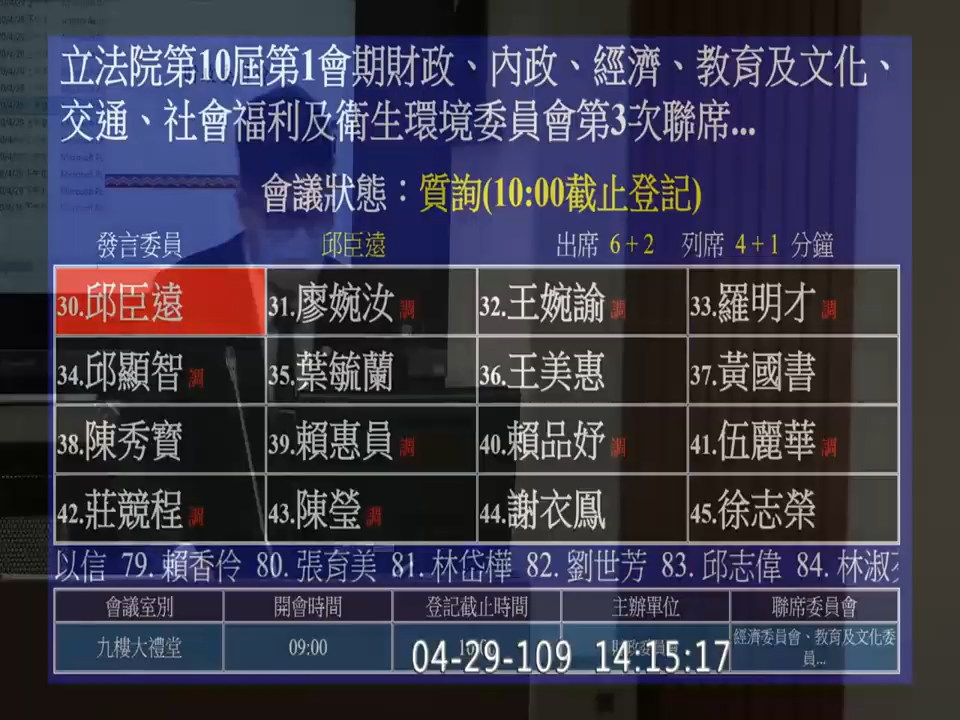 立法院第10屆第1會期財政、內政、經濟、教育及文化、
交通、社會福利及衛生環境委員會第3次聯席...
會議狀態：質詢(10:00截止登記)
發言委員 邱臣遠 出席 6+2 列席 4+1 分鐘
30.邱臣遠 31.廖婉汝 調 32.王婉諭 調 33.羅明才 調
34.邱顯智 調 35.葉毓蘭 36.王美惠 37.黃國書
38.陳秀寳 39.賴惠員 調 40.賴品妤 調 41.伍麗華 調
42.莊競程 調 43.陳瑩 調 44.謝衣鳳 45.徐志榮
以信 79. 賴香伶 80. 張育美 81. 林岱樺 82. 劉世芳 83. 邱志偉 84. 林淑
會議室別 開會時間 登記截止時間 主辦單位 聯席委員會
九樓大禮堂 09:00 經濟委員會、教育及文化委
員...
04-29-109 14:15:17